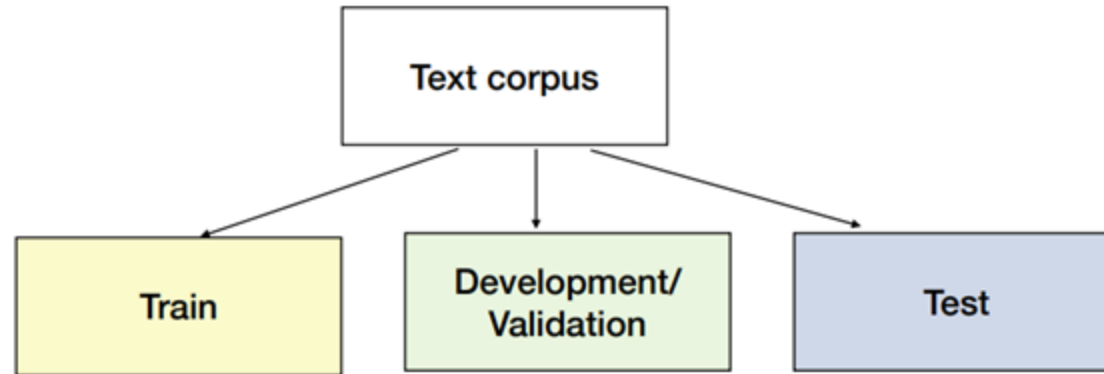 Text corpus
Train
Development/
Validation
Test